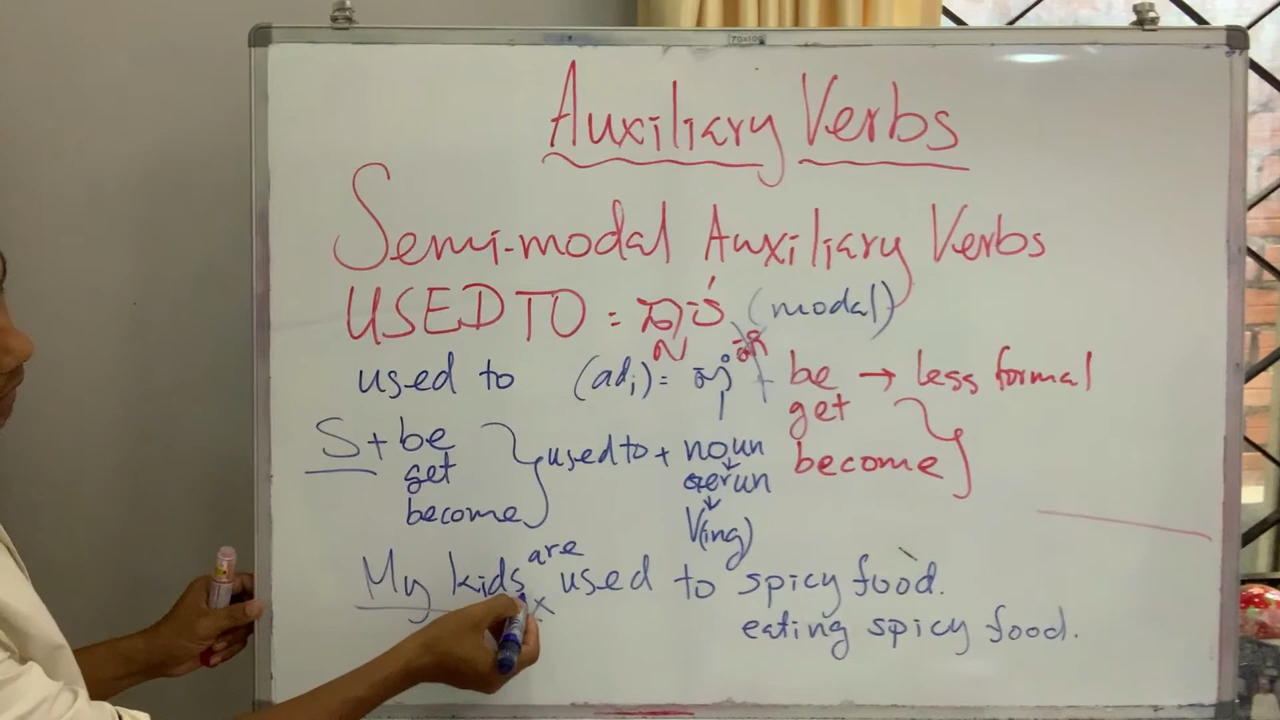 70x100
Auxiliary Verbs
Semi-modal Auxiliary Verbs
USED TO = (modal)
used to (adj) = + be → less formal
get
become
S + be
get
become
used to + noun
Gerun
V(ing)
are
My kids used to spicy food.
x
eating spicy food.